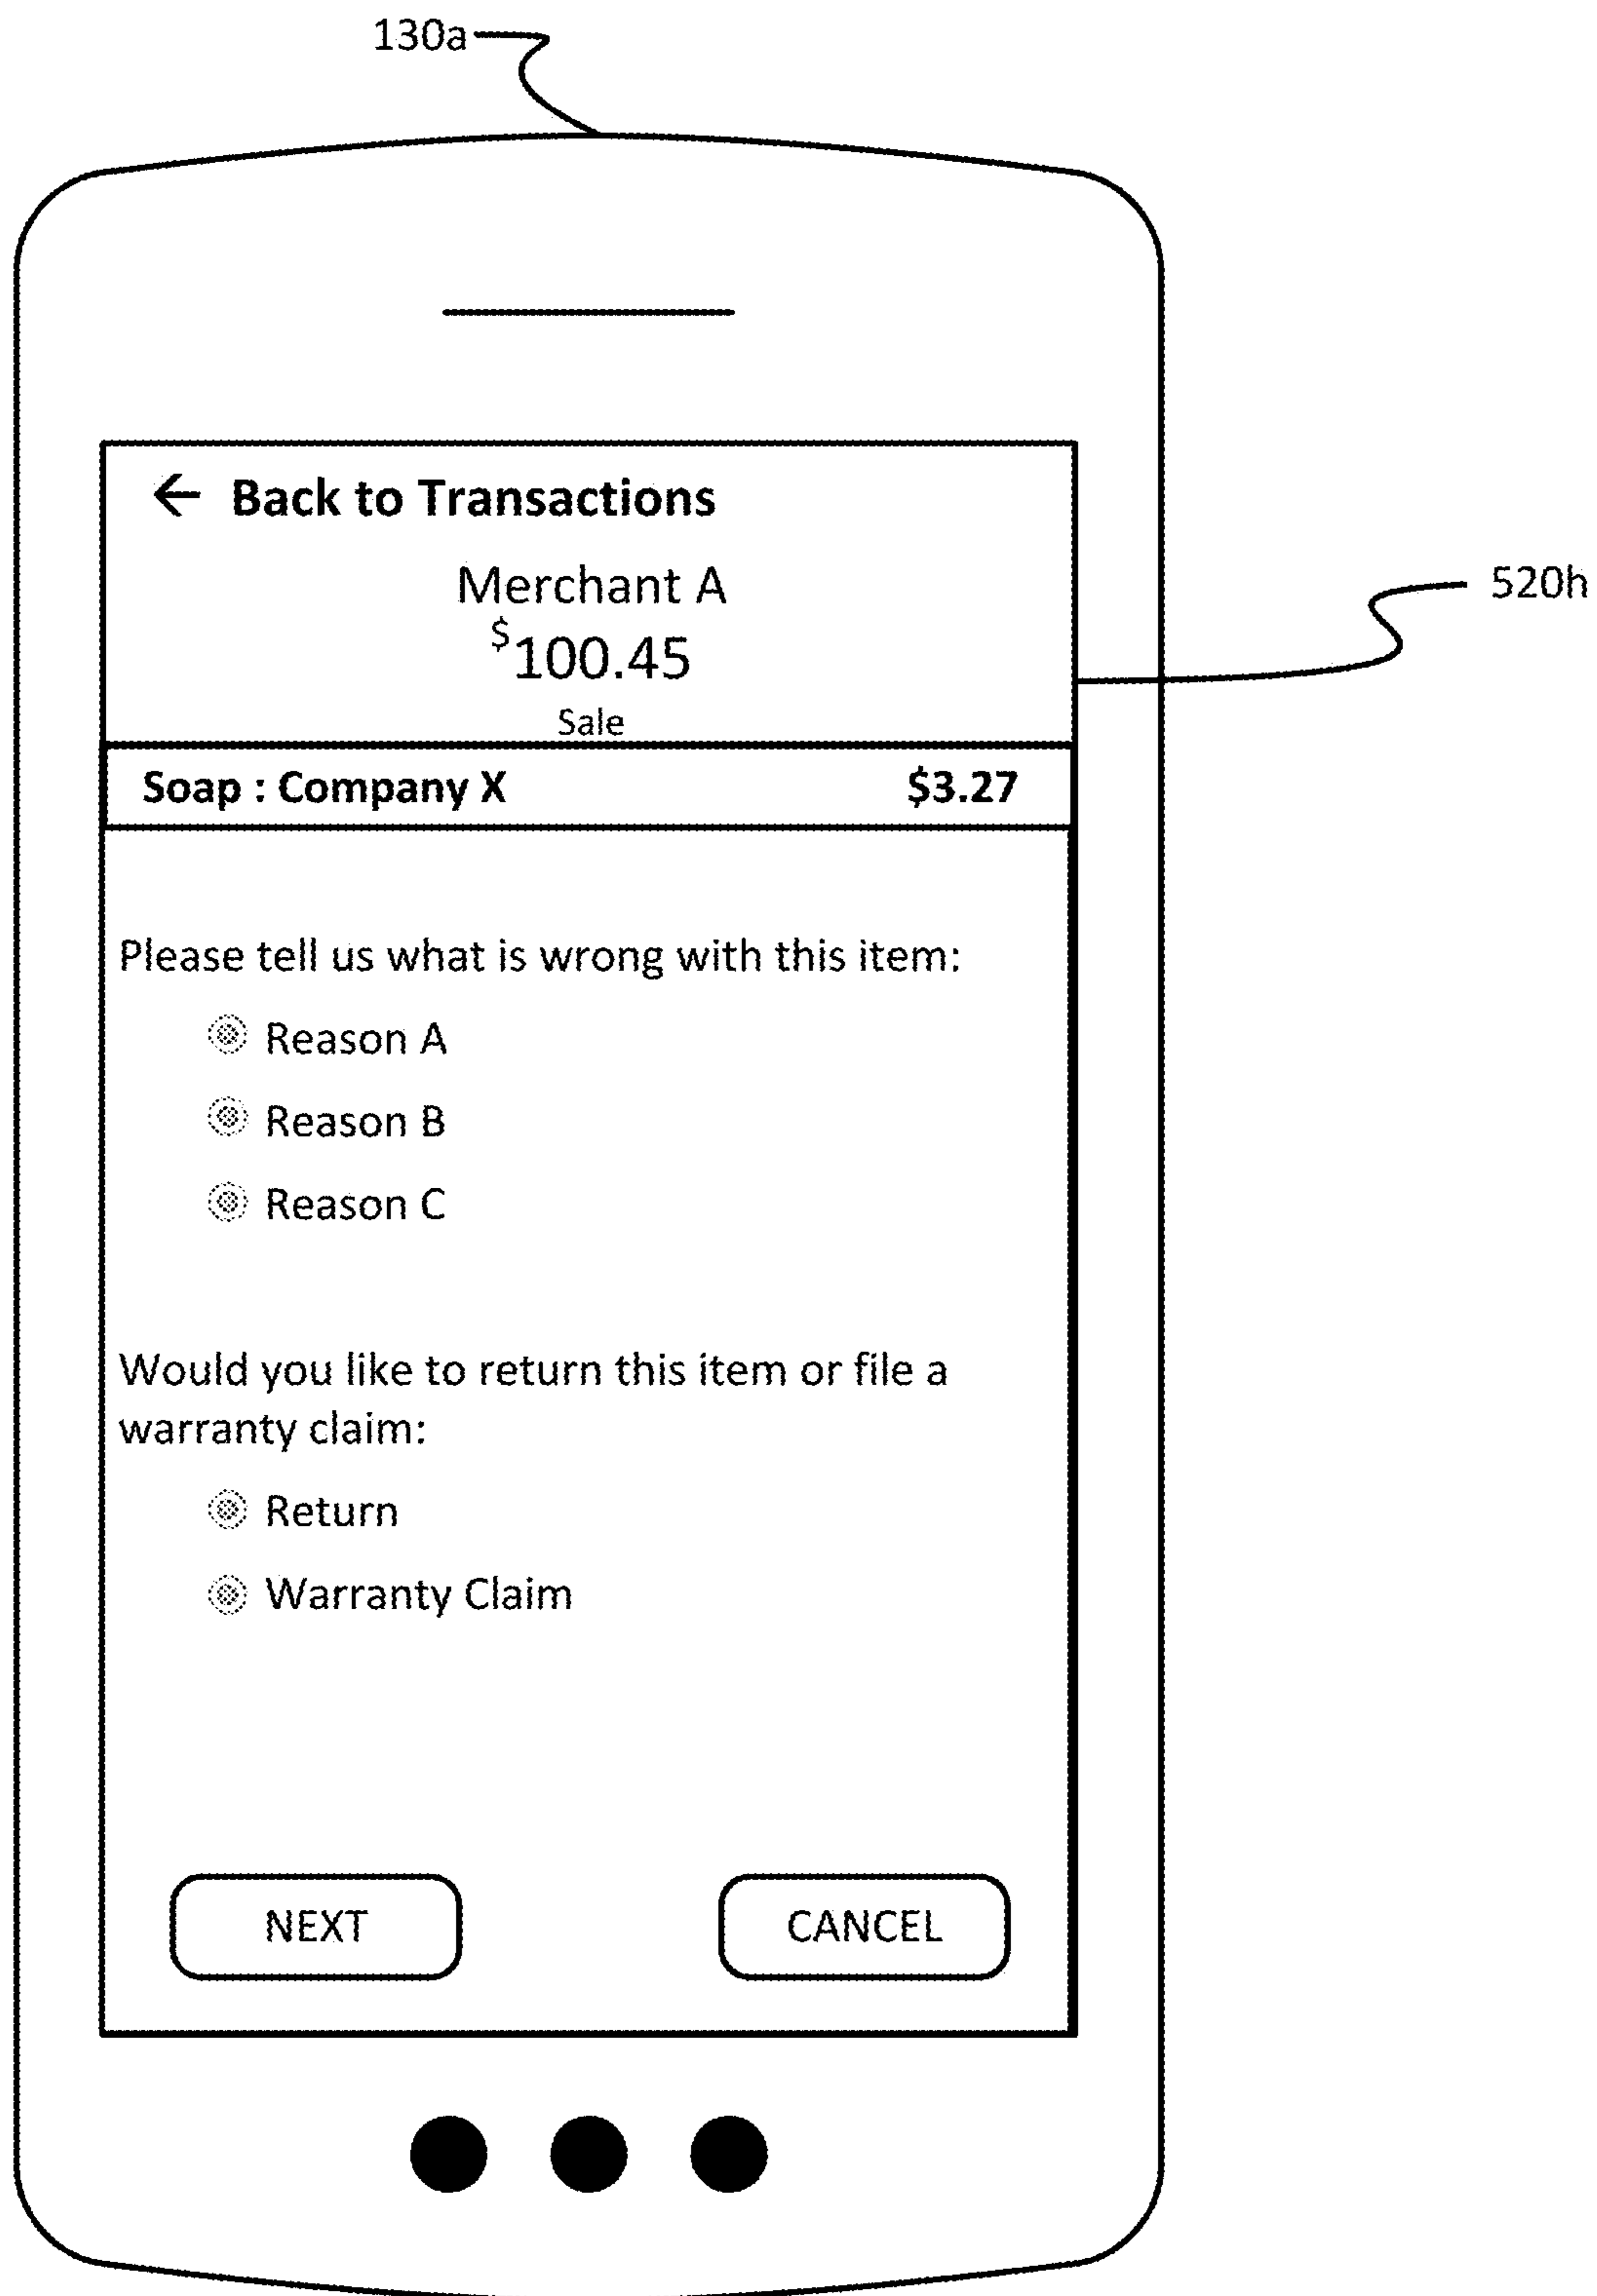 130a
← Back to Transactions
Merchant A
520h
$100.45
Sale
Soap : Company X $3.27
Please tell us what is wrong with this item:
Reason A
Reason B
Reason C
Would you like to return this item or file a
warranty claim:
Return
Warranty Claim
NEXT CANCEL